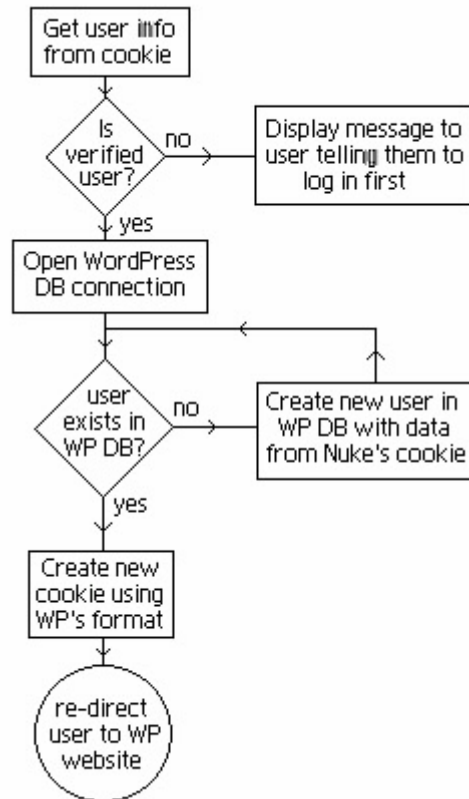 Get user info
from cookie
Is
verified
user?
no
Display message to
user telling them to
log in first
yes
Open WordPress
DB connection
user
exists in
WP DB?
no
Create new user in
WP DB with data
from Nuke's cookie
yes
Create new
cookie using
WP's format
re-direct
user to WP
website